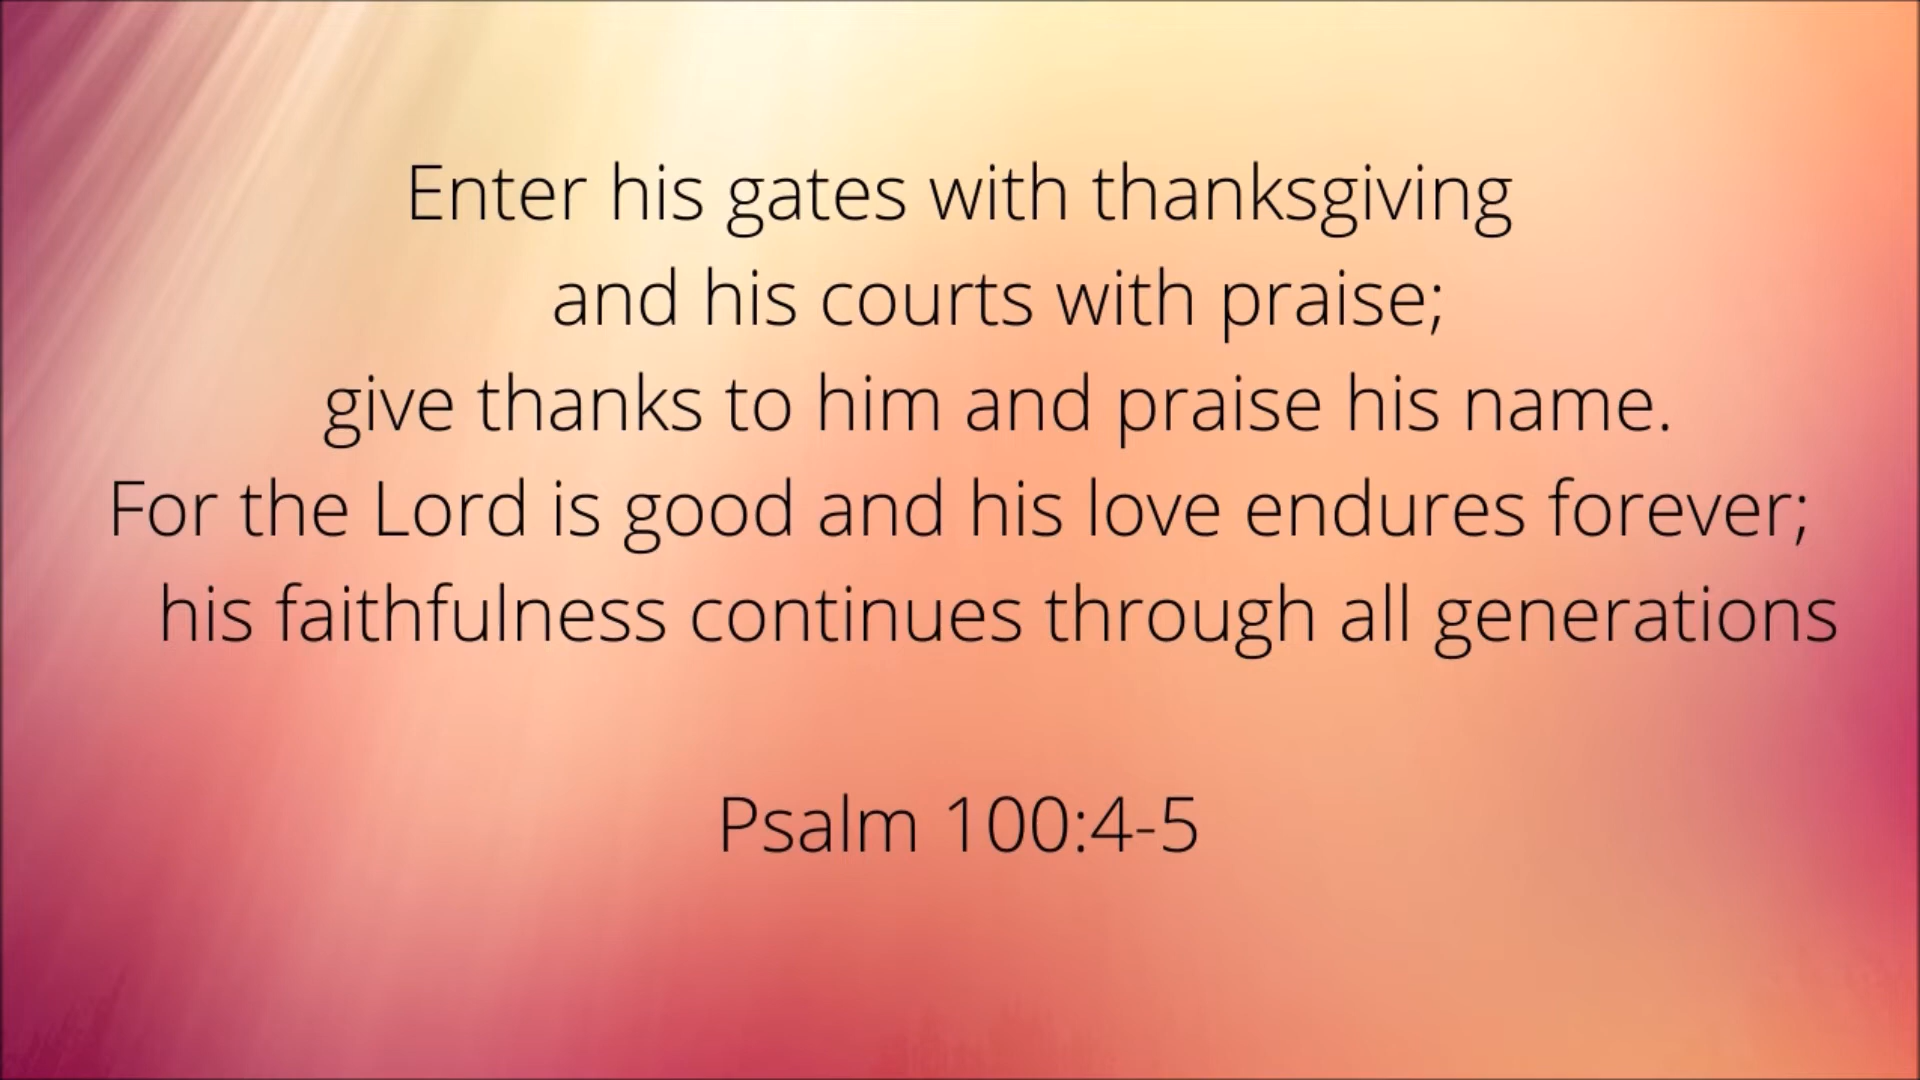 Enter his gates with thanksgiving
and his courts with praise;
give thanks to him and praise his name.
For the Lord is good and his love endures forever;
his faithfulness continues through all generations
Psalm 100:4-5